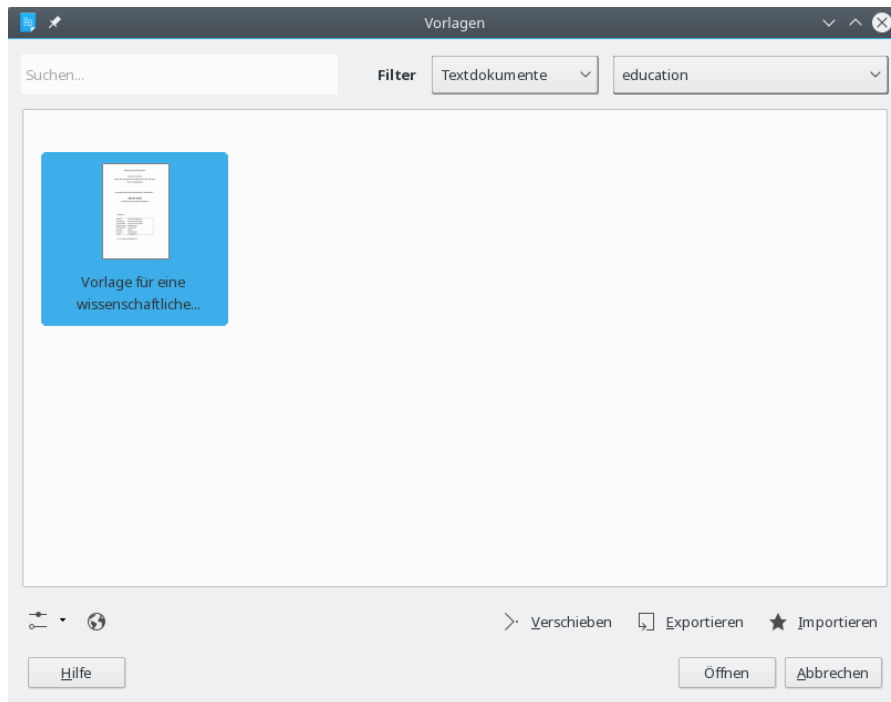 Vorlagen
Suchen...
Filter Textdokumente education
Vorlage für eine
wissenschaftliche...
Verschieben Exportieren Importieren
Hilfe Öffnen Abbrechen